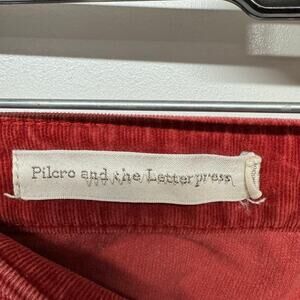 Pilcro and the Letterpress